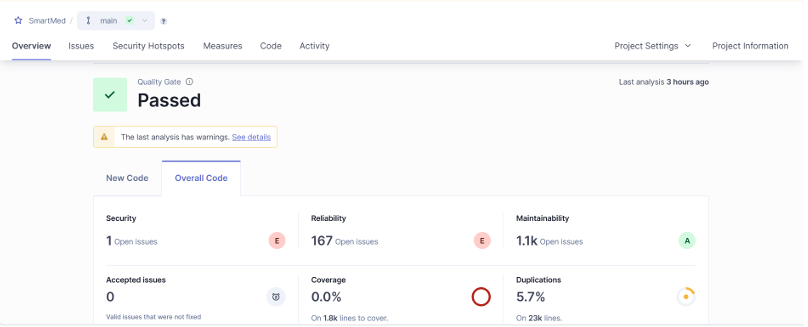 SmartMed / main
Overview Issues Security Hotspots Measures Code Activity Project Settings Project Information
Quality Gate
Passed
Last analysis 3 hours ago
The last analysis has warnings. See details
New Code Overall Code
Security
1 Open issues E
Reliability
167 Open issues E
Maintainability
1.1k Open issues A
Accepted issues
0
Valid issues that were not fixed
Coverage
0.0%
On 1.8k lines to cover.
Duplications
5.7%
On 23k lines.